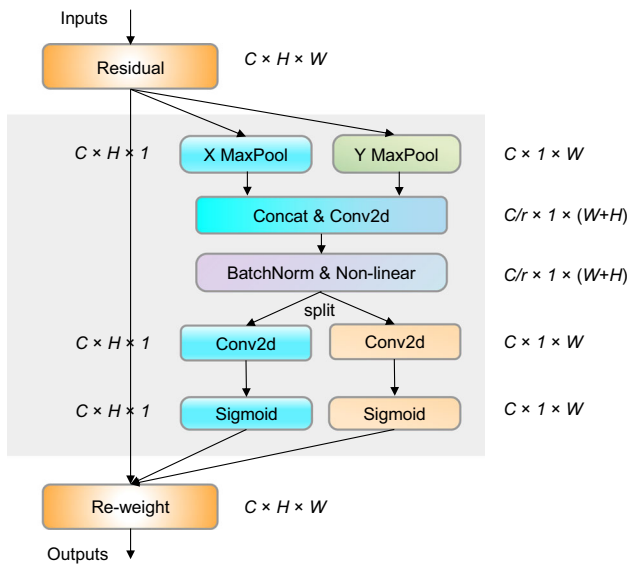 Inputs
Residual
C × H × W
C × H × 1
X MaxPool
Y MaxPool
C × 1 × W
Concat & Conv2d
C/r × 1 × (W+H)
BatchNorm & Non-linear
C/r × 1 × (W+H)
split
C × H × 1
Conv2d
Conv2d
C × 1 × W
C × H × 1
Sigmoid
Sigmoid
C × 1 × W
Re-weight
C × H × W
Outputs